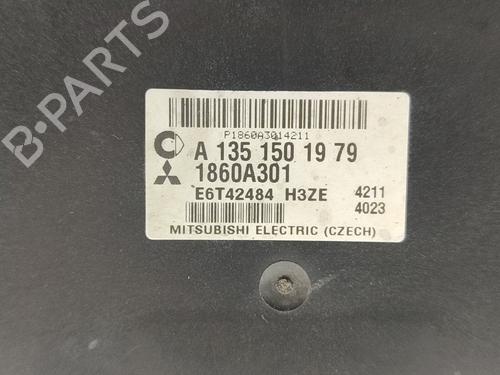 P1860A3014211
A 135 150 19 79
1860A301
E6T42484 H3ZE 4211
4023
MITSUBISHI ELECTRIC (CZECH)
B-PARTS